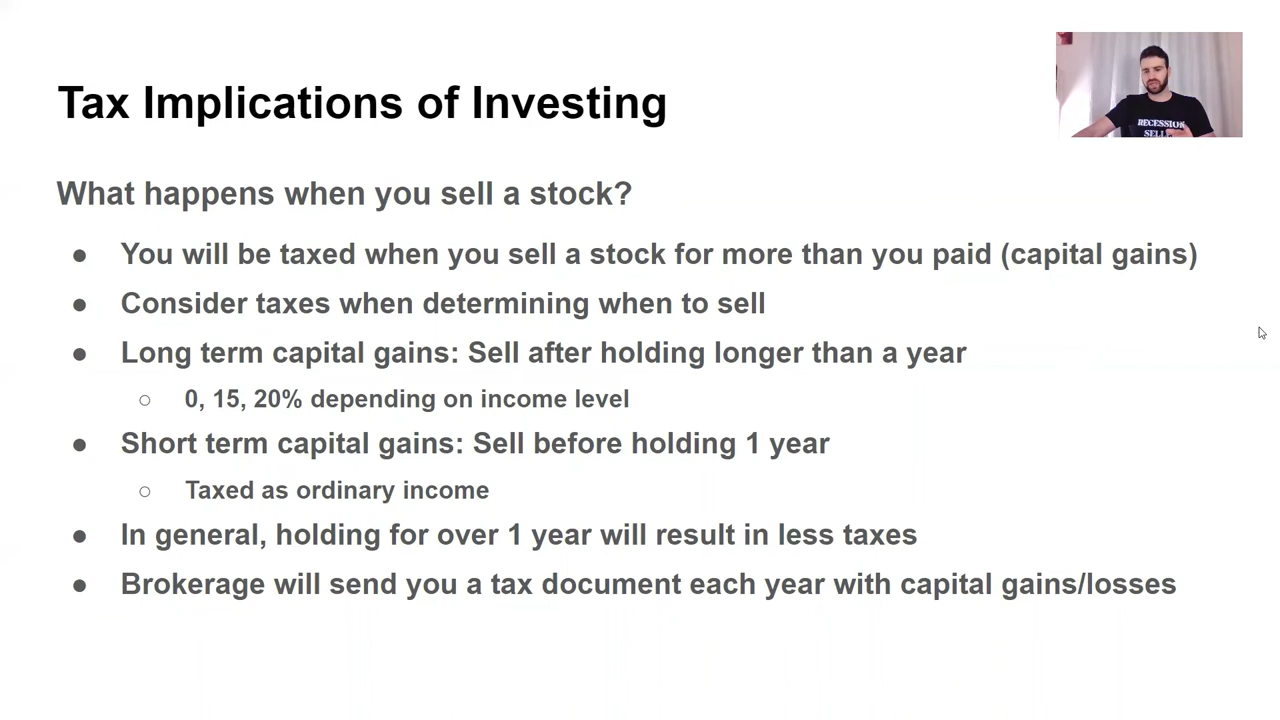 Tax Implications of Investing
RECESSION
SELL
What happens when you sell a stock?
● You will be taxed when you sell a stock for more than you paid (capital gains)
● Consider taxes when determining when to sell
● Long term capital gains: Sell after holding longer than a year
○ 0, 15, 20% depending on income level
● Short term capital gains: Sell before holding 1 year
○ Taxed as ordinary income
● In general, holding for over 1 year will result in less taxes
● Brokerage will send you a tax document each year with capital gains/losses